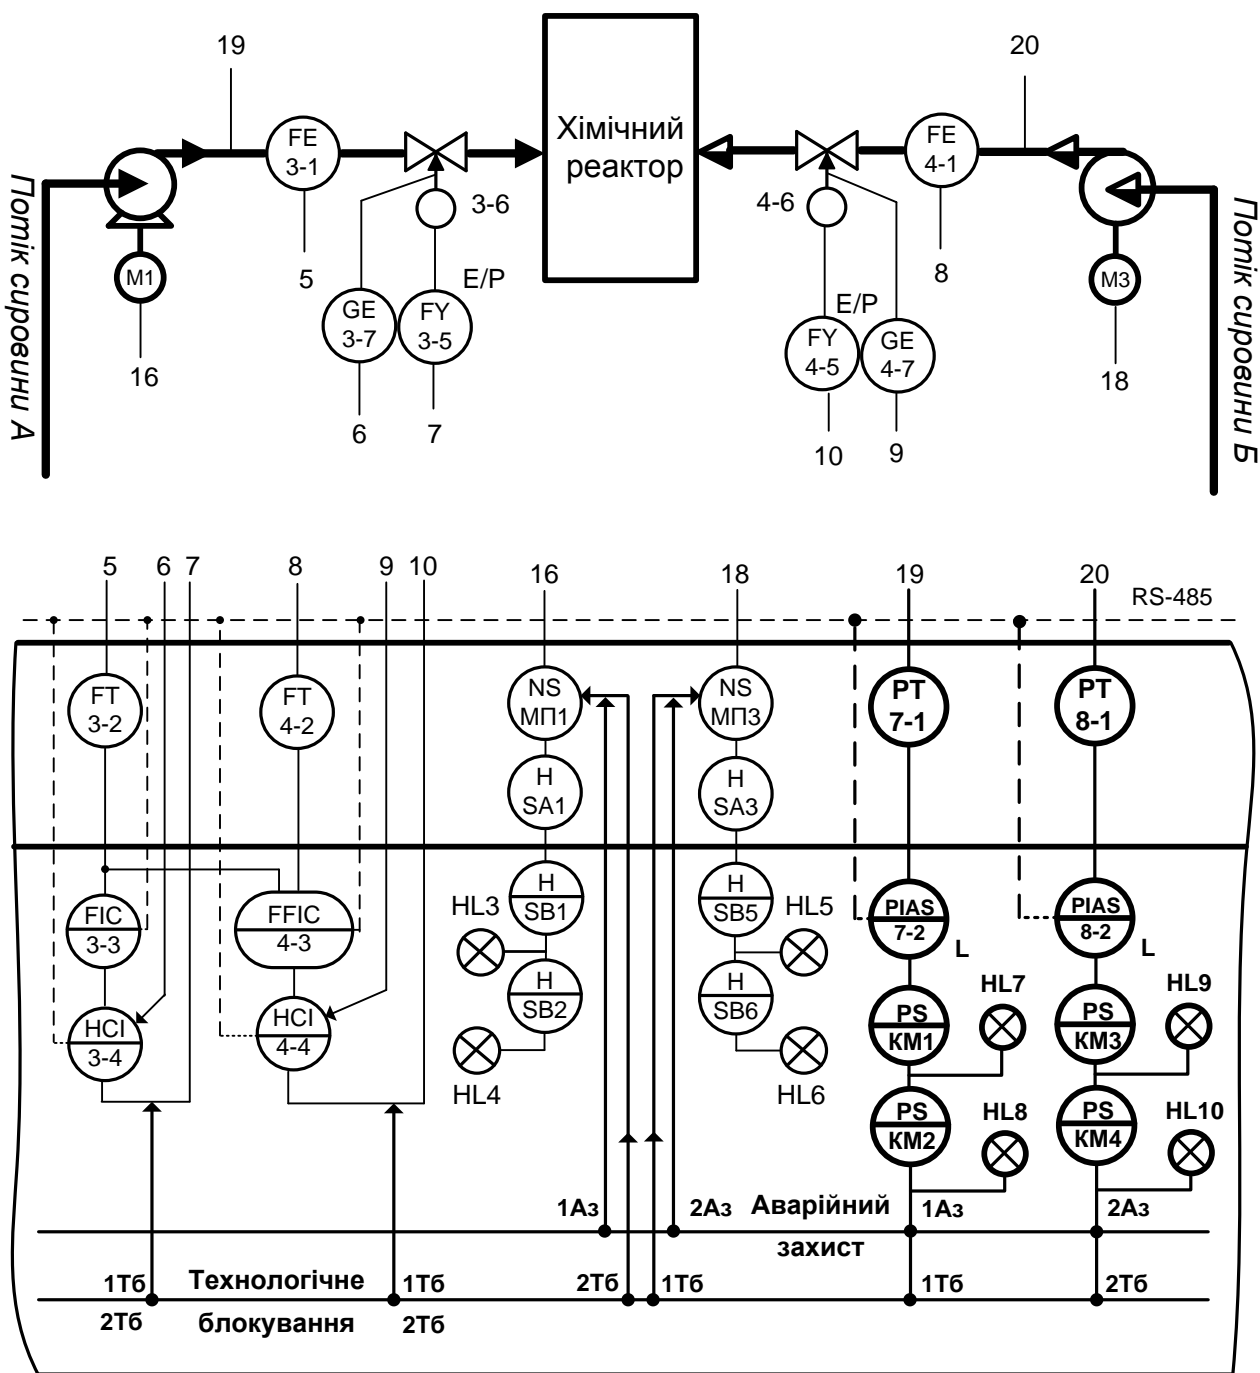 19
20
FE
3-1
Хімічний
реактор
FE
4-1
3-6
4-6
Потік сировини А
Потік сировини Б
М1
5
E/P
GE
3-7
FY
3-5
8
E/P
FY
4-5
GE
4-7
М3
16
6
7
10
9
18
5
6
7
8
9
10
16
18
19
20
RS-485
FT
3-2
FT
4-2
NS
МП1
NS
МП3
PT
7-1
PT
8-1
H
SA1
H
SA3
FIC
3-3
FFIC
4-3
HL3
H
SB1
H
SB5
HL5
PIAS
7-2
L
PIAS
8-2
L
HCI
3-4
HCI
4-4
H
SB2
H
SB6
PS
КМ1
HL7
PS
КМ3
HL9
HL4
HL6
PS
КМ2
HL8
PS
КМ4
HL10
1Аз
2Аз
Аварійний
захист
1Аз
2Аз
1Тб
2Тб
Технологічне
блокування
1Тб
2Тб
2Тб
1Тб
1Тб
2Тб